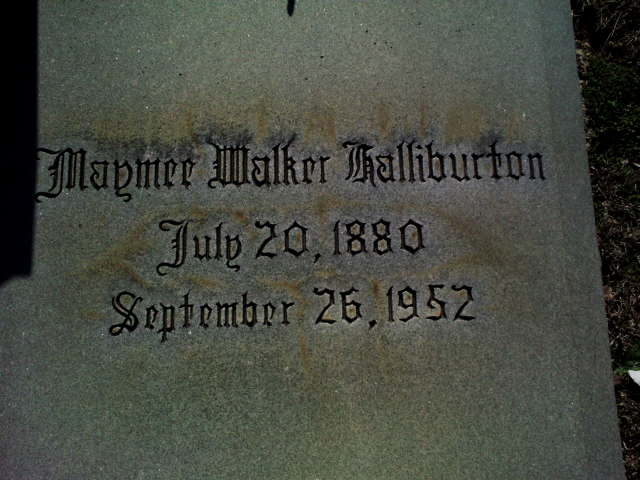 Maymee Walker Halliburton
July 20, 1880
September 26, 1952